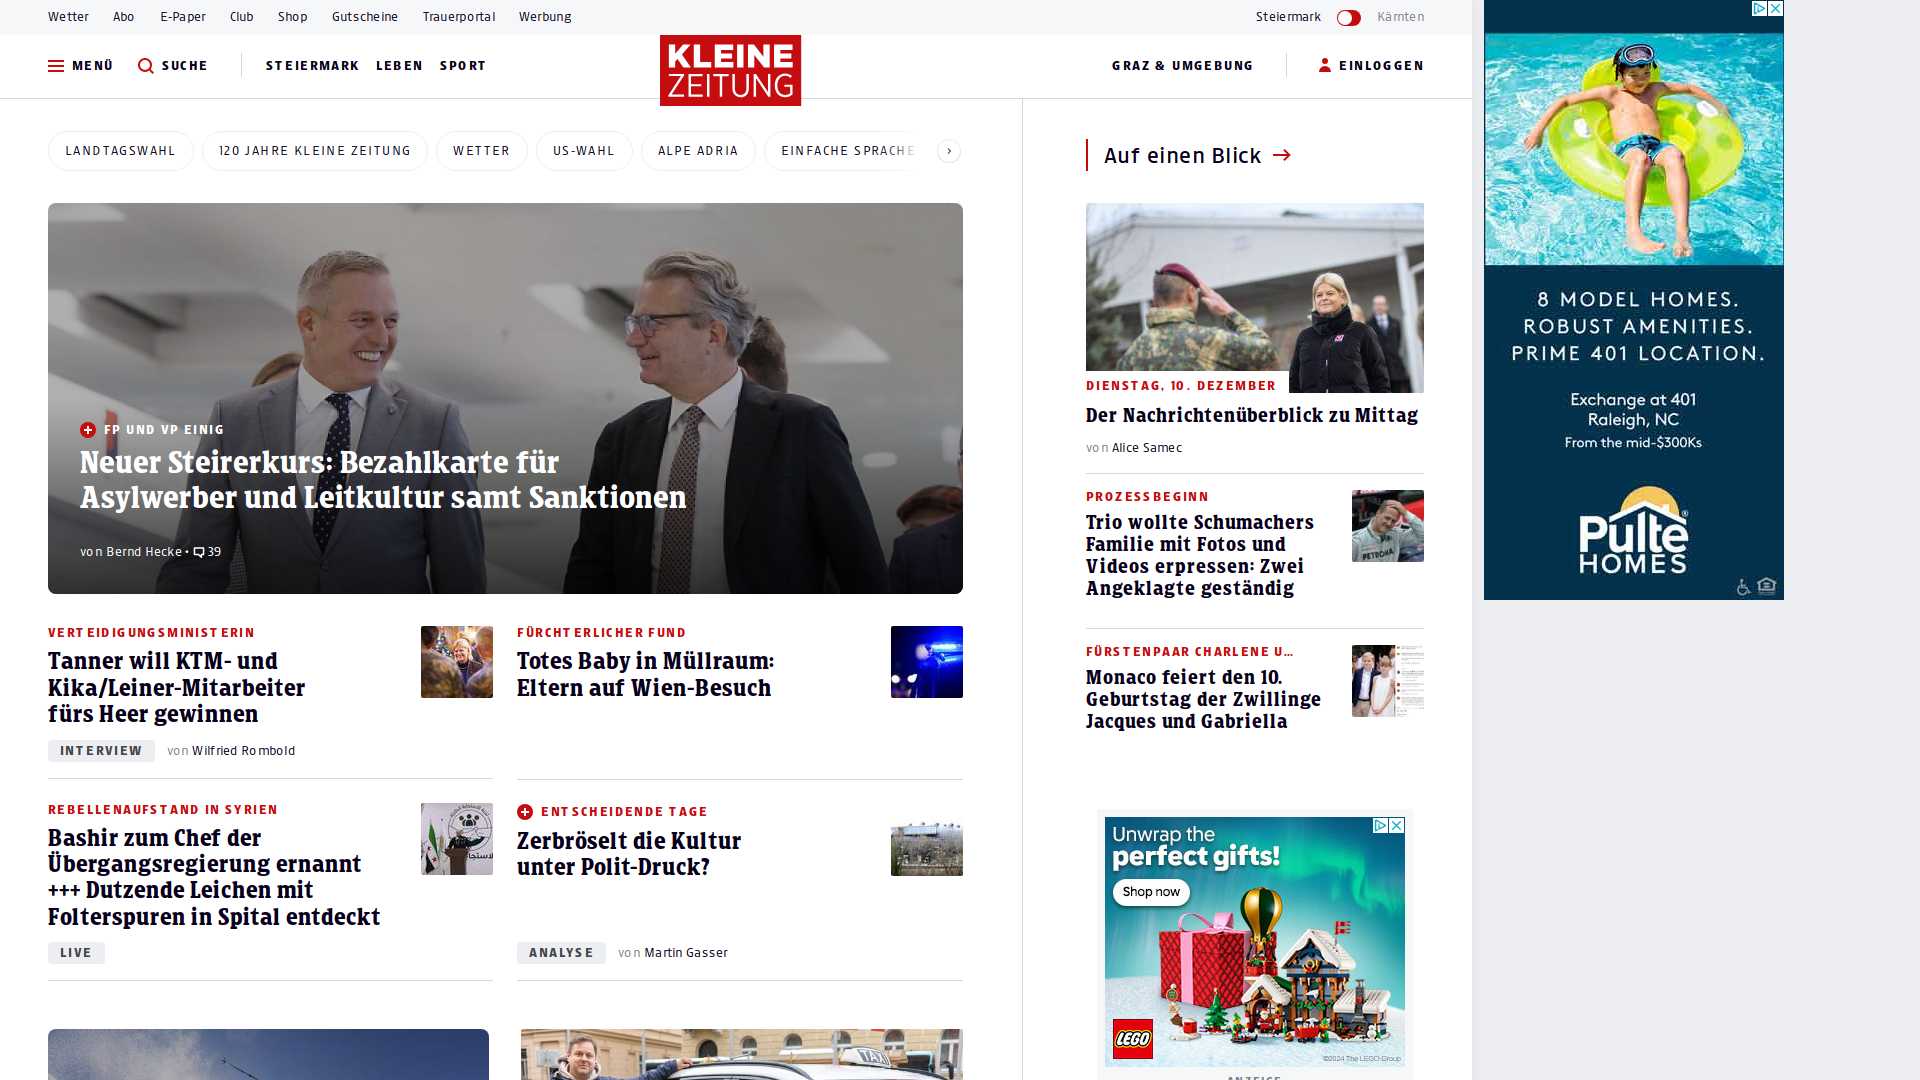 Wetter Abo E-Paper Club Shop Gutscheine Trauerportal Werbung
Steiermark Kärnten
MENÜ SUCHE STEIERMARK LEBEN SPORT
KLEINE
ZEITUNG
GRAZ & UMGEBUNG EINLOGGEN
LANDTAGSWAHL 120 JAHRE KLEINE ZEITUNG WETTER US-WAHL ALPE ADRIA EINFACHE SPRACHE
FP UND VP EINIG
Neuer Steirerkurs: Bezahlkarte für
Asylwerber und Leitkultur samt Sanktionen
von Bernd Hecke • 39
VERTEIDIGUNGSMINISTERIN
Tanner will KTM- und
Kika/Leiner-Mitarbeiter
fürs Heer gewinnen
INTERVIEW von Wilfried Rombold
FÜRCHTERLICHER FUND
Totes Baby in Müllraum:
Eltern auf Wien-Besuch
REBELLENAUFSTAND IN SYRIEN
Bashir zum Chef der
Übergangsregierung ernannt
+++ Dutzende Leichen mit
Folterspuren in Spital entdeckt
LIVE
ENTSCHEIDENDE TAGE
Zerbröselt die Kultur
unter Polit-Druck?
ANALYSE von Martin Gasser
TAXI
Auf einen Blick
DIENSTAG, 10. DEZEMBER
Der Nachrichtenüberblick zu Mittag
von Alice Samec
PROZESSBEGINN
Trio wollte Schumachers
Familie mit Fotos und
Videos erpressen: Zwei
Angeklagte geständig
PETRONAS
FÜRSTENPAAR CHARLENE U...
Monaco feiert den 10.
Geburtstag der Zwillinge
Jacques und Gabriella
Unwrap the
perfect gifts!
Shop now
LEGO
©2024 The LEGO Group
ANZEIGE
8 MODEL HOMES.
ROBUST AMENITIES.
PRIME 401 LOCATION.
Exchange at 401
Raleigh, NC
From the mid-$300Ks
Pulte®
HOMES